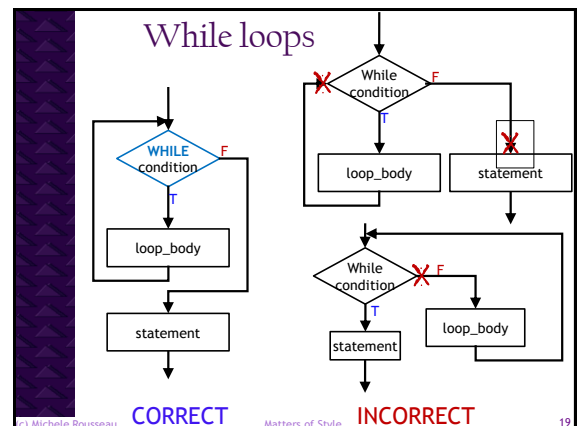 While loops
WHILE
condition
F
T
loop_body
statement
While
condition
F
T
loop_body
statement
While
condition
F
T
loop_body
statement
(c) Michele Rousseau
CORRECT
Matters of Style
INCORRECT
19